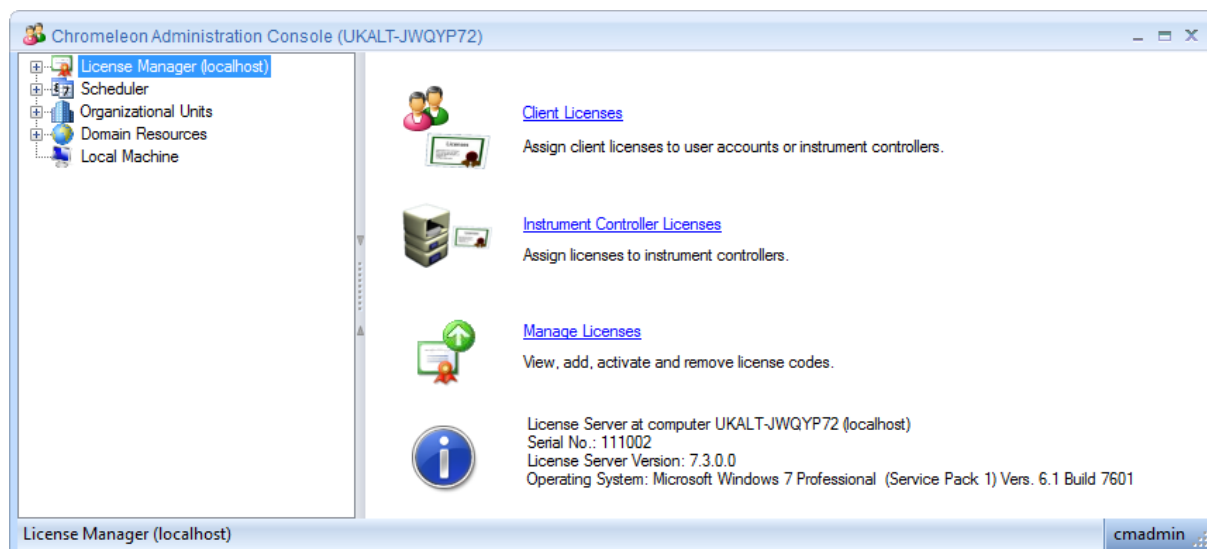 Chromeleon Administration Console (UKALT-JWQYP72)
License Manager (localhost)
Scheduler
Organizational Units
Domain Resources
Local Machine
Client Licenses
Assign client licenses to user accounts or instrument controllers.
Instrument Controller Licenses
Assign licenses to instrument controllers.
Manage Licenses
View, add, activate and remove license codes.
License Server at computer UKALT-JWQYP72 (localhost)
Serial No.: 111002
License Server Version: 7.3.0.0
Operating System: Microsoft Windows 7 Professional (Service Pack 1) Vers. 6.1 Build 7601
License Manager (localhost)
cmadmin